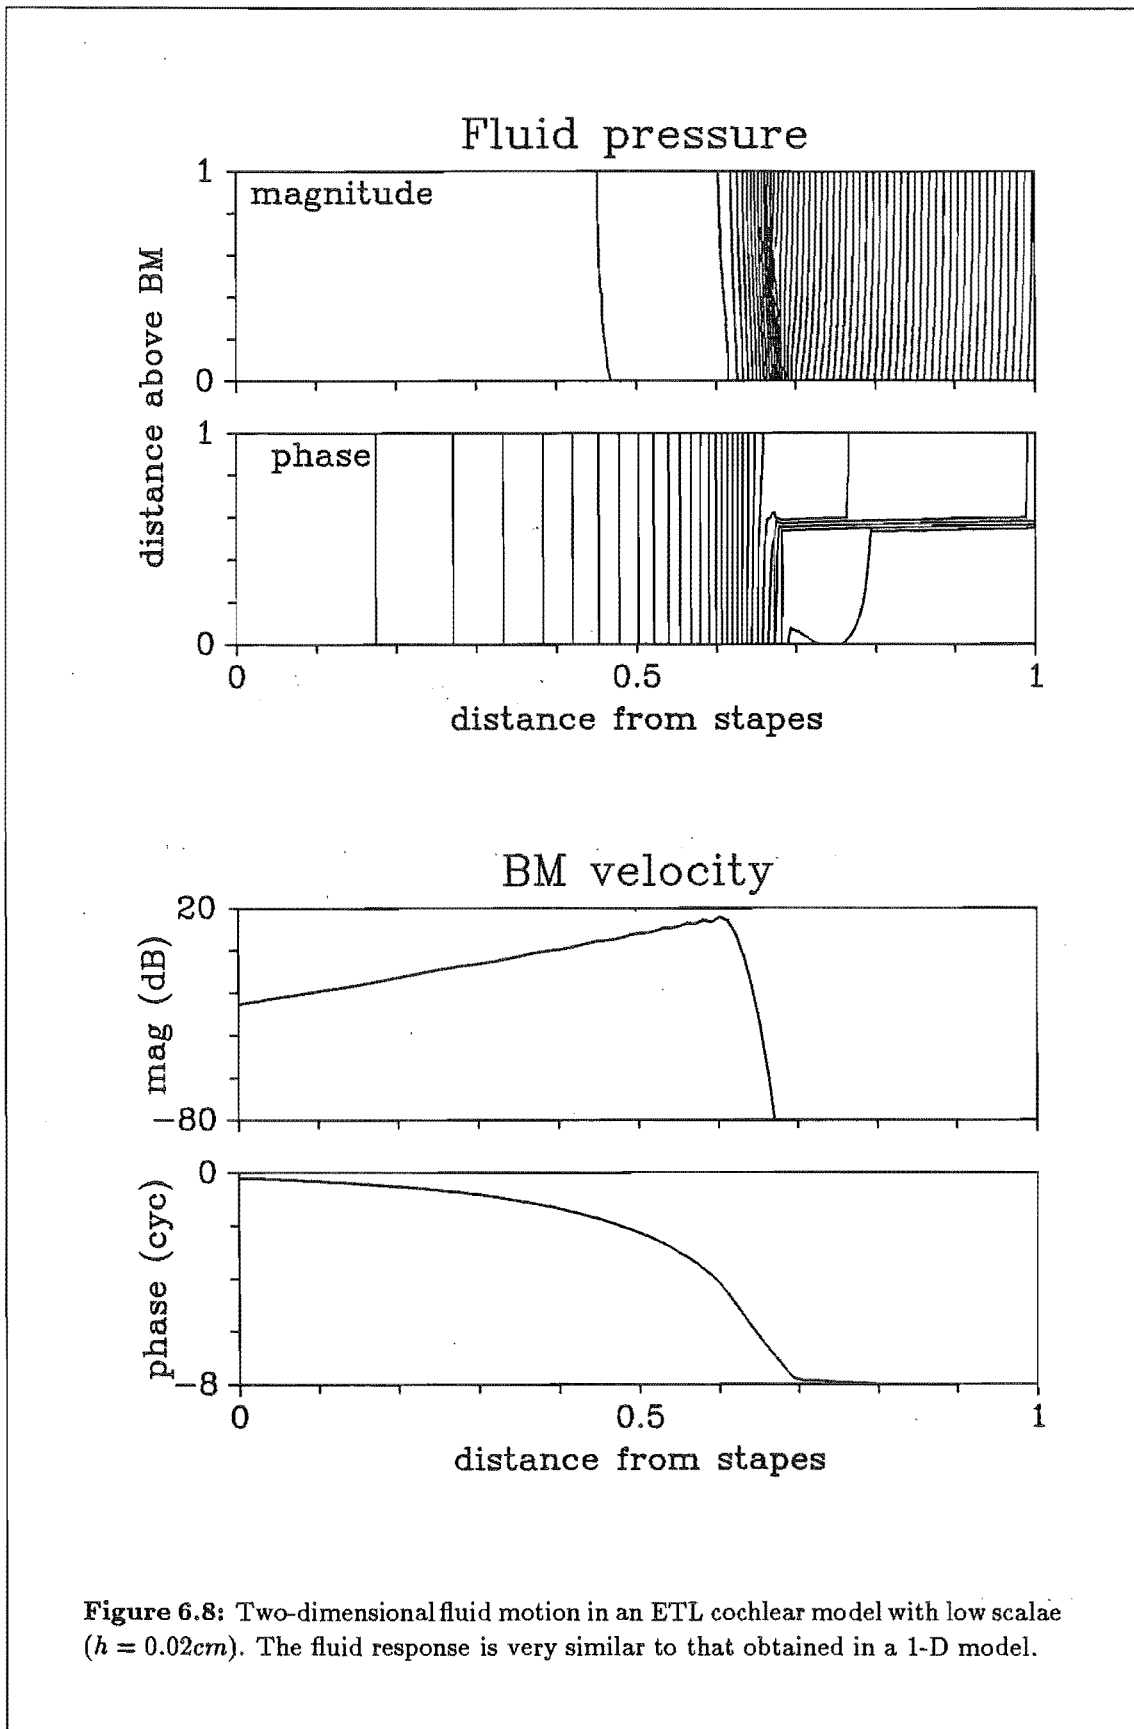 Fluid pressure
1
magnitude
0
distance above BM
1
phase
0
0 0.5 1
distance from stapes
BM velocity
20
mag (dB)
−80
0
phase (cyc)
−8
0 0.5 1
distance from stapes
Figure 6.8: Two-dimensional fluid motion in an ETL cochlear model with low scalae
(h = 0.02cm). The fluid response is very similar to that obtained in a 1-D model.